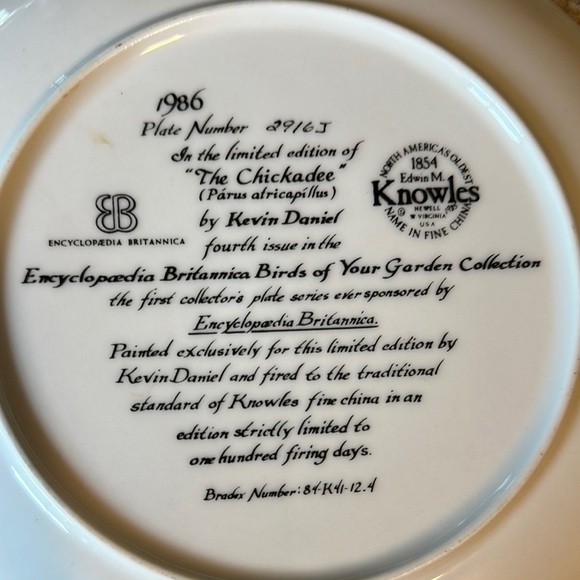 1986
Plate Number 2916J
In the limited edition of
"The Chickadee"
(Parus atricapillus)
by Kevin Daniel
fourth issue in the
Encyclopædia Britannica Birds of Your Garden Collection
the first collector's plate series ever sponsored by
Encyclopædia Britannica.
Painted exclusively for this limited edition by
Kevin Daniel and fired to the traditional
standard of Knowles fine china in an
edition strictly limited to
one hundred firing days.
Bradex Number: 84-K41-12.4
EB
ENCYCLOPÆDIA BRITANNICA
NORTH AMERICA'S OLDEST
1854
Edwin M.
Knowles
©
NEWELL
W VIRGINIA
USA
NAME IN FINE CHINA